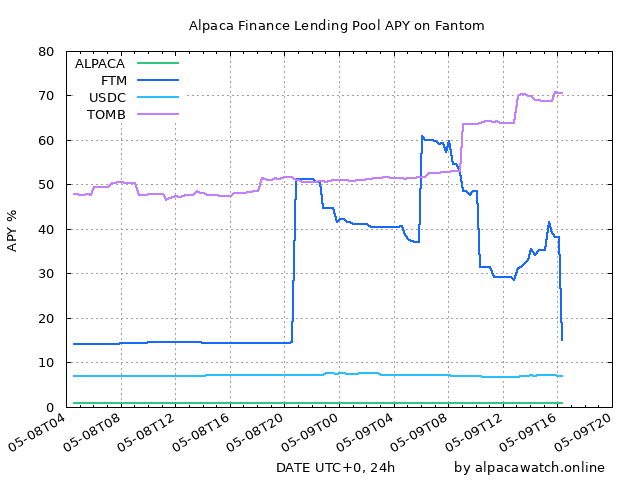 Alpaca Finance Lending Pool APY on Fantom
80
70
60
50
40
30
20
10
0
APY %
ALPACA
FTM
USDC
TOMB
05-08T04
05-08T08
05-08T12
05-08T16
05-08T20
05-09T00
05-09T04
05-09T08
05-09T12
05-09T16
05-09T20
DATE UTC+0, 24h
by alpacawatch.online